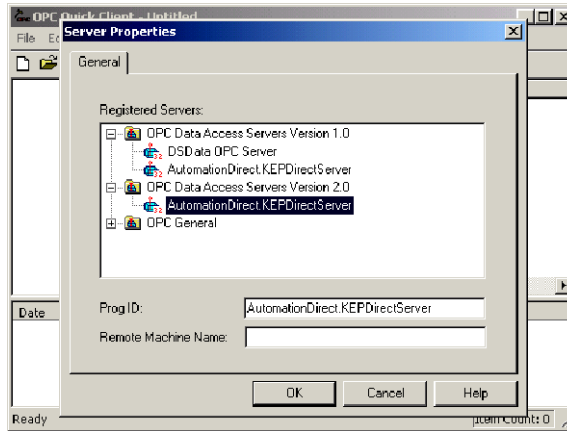 OPC Quick Client - Untitled
Server Properties
File
General
Registered Servers:
OPC Data Access Servers Version 1.0
DSData OPC Server
AutomationDirect.KEPDirectServer
OPC Data Access Servers Version 2.0
AutomationDirect.KEPDirectServer
OPC General
Date
Prog ID:
AutomationDirect.KEPDirectServer
Remote Machine Name:
OK
Cancel
Help
Ready
Item Count: 0